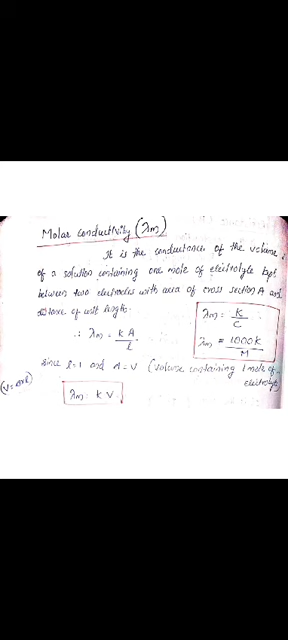 Molar Conductivity (λm)
It is the conductance of the volume
of a solution containing one mole of electrolyte kept
between two electrodes with area of cross section A and
distance of unit length.
λm = K/C
∴ λm = k A/l
λm = 1000K/M
since l=1 and A=V (volume containing 1 mole of
electrolyte)
(V=A×l)
λm = KV